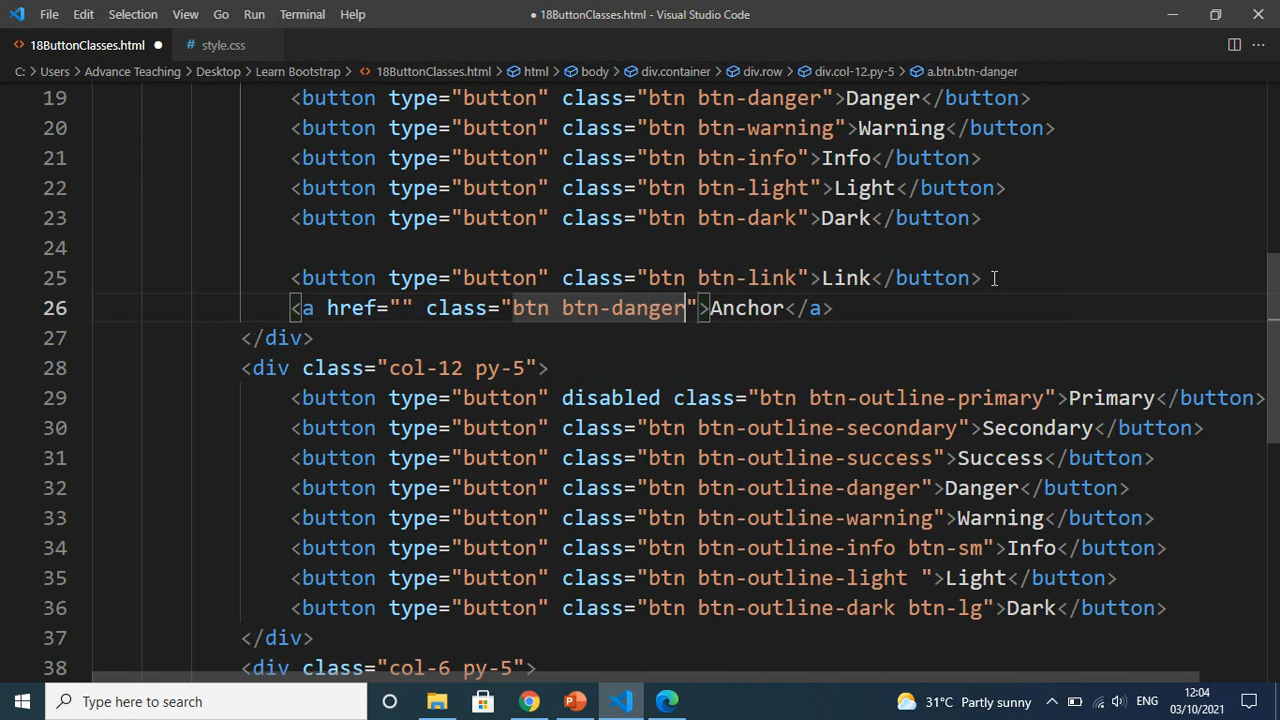 File Edit Selection View Go Run Terminal Help ● 18ButtonClasses.html - Visual Studio Code
<> 18ButtonClasses.html ● # style.css
C: > Users > Advance Teaching > Desktop > Learn Bootstrap > <> 18ButtonClasses.html > html > body > div.container > div.row > div.col-12.py-5 > a.btn.btn-danger
19 <button type="button" class="btn btn-danger">Danger</button>
20 <button type="button" class="btn btn-warning">Warning</button>
21 <button type="button" class="btn btn-info">Info</button>
22 <button type="button" class="btn btn-light">Light</button>
23 <button type="button" class="btn btn-dark">Dark</button>
24
25 <button type="button" class="btn btn-link">Link</button>
26 <a href="" class="btn btn-danger">Anchor</a>
27 </div>
28 <div class="col-12 py-5">
29 <button type="button" disabled class="btn btn-outline-primary">Primary</button>
30 <button type="button" class="btn btn-outline-secondary">Secondary</button>
31 <button type="button" class="btn btn-outline-success">Success</button>
32 <button type="button" class="btn btn-outline-danger">Danger</button>
33 <button type="button" class="btn btn-outline-warning">Warning</button>
34 <button type="button" class="btn btn-outline-info btn-sm">Info</button>
35 <button type="button" class="btn btn-outline-light ">Light</button>
36 <button type="button" class="btn btn-outline-dark btn-lg">Dark</button>
37 </div>
38 <div class="col-6 py-5">
Type here to search 31°C Partly sunny ENG 12:04
03/10/2021